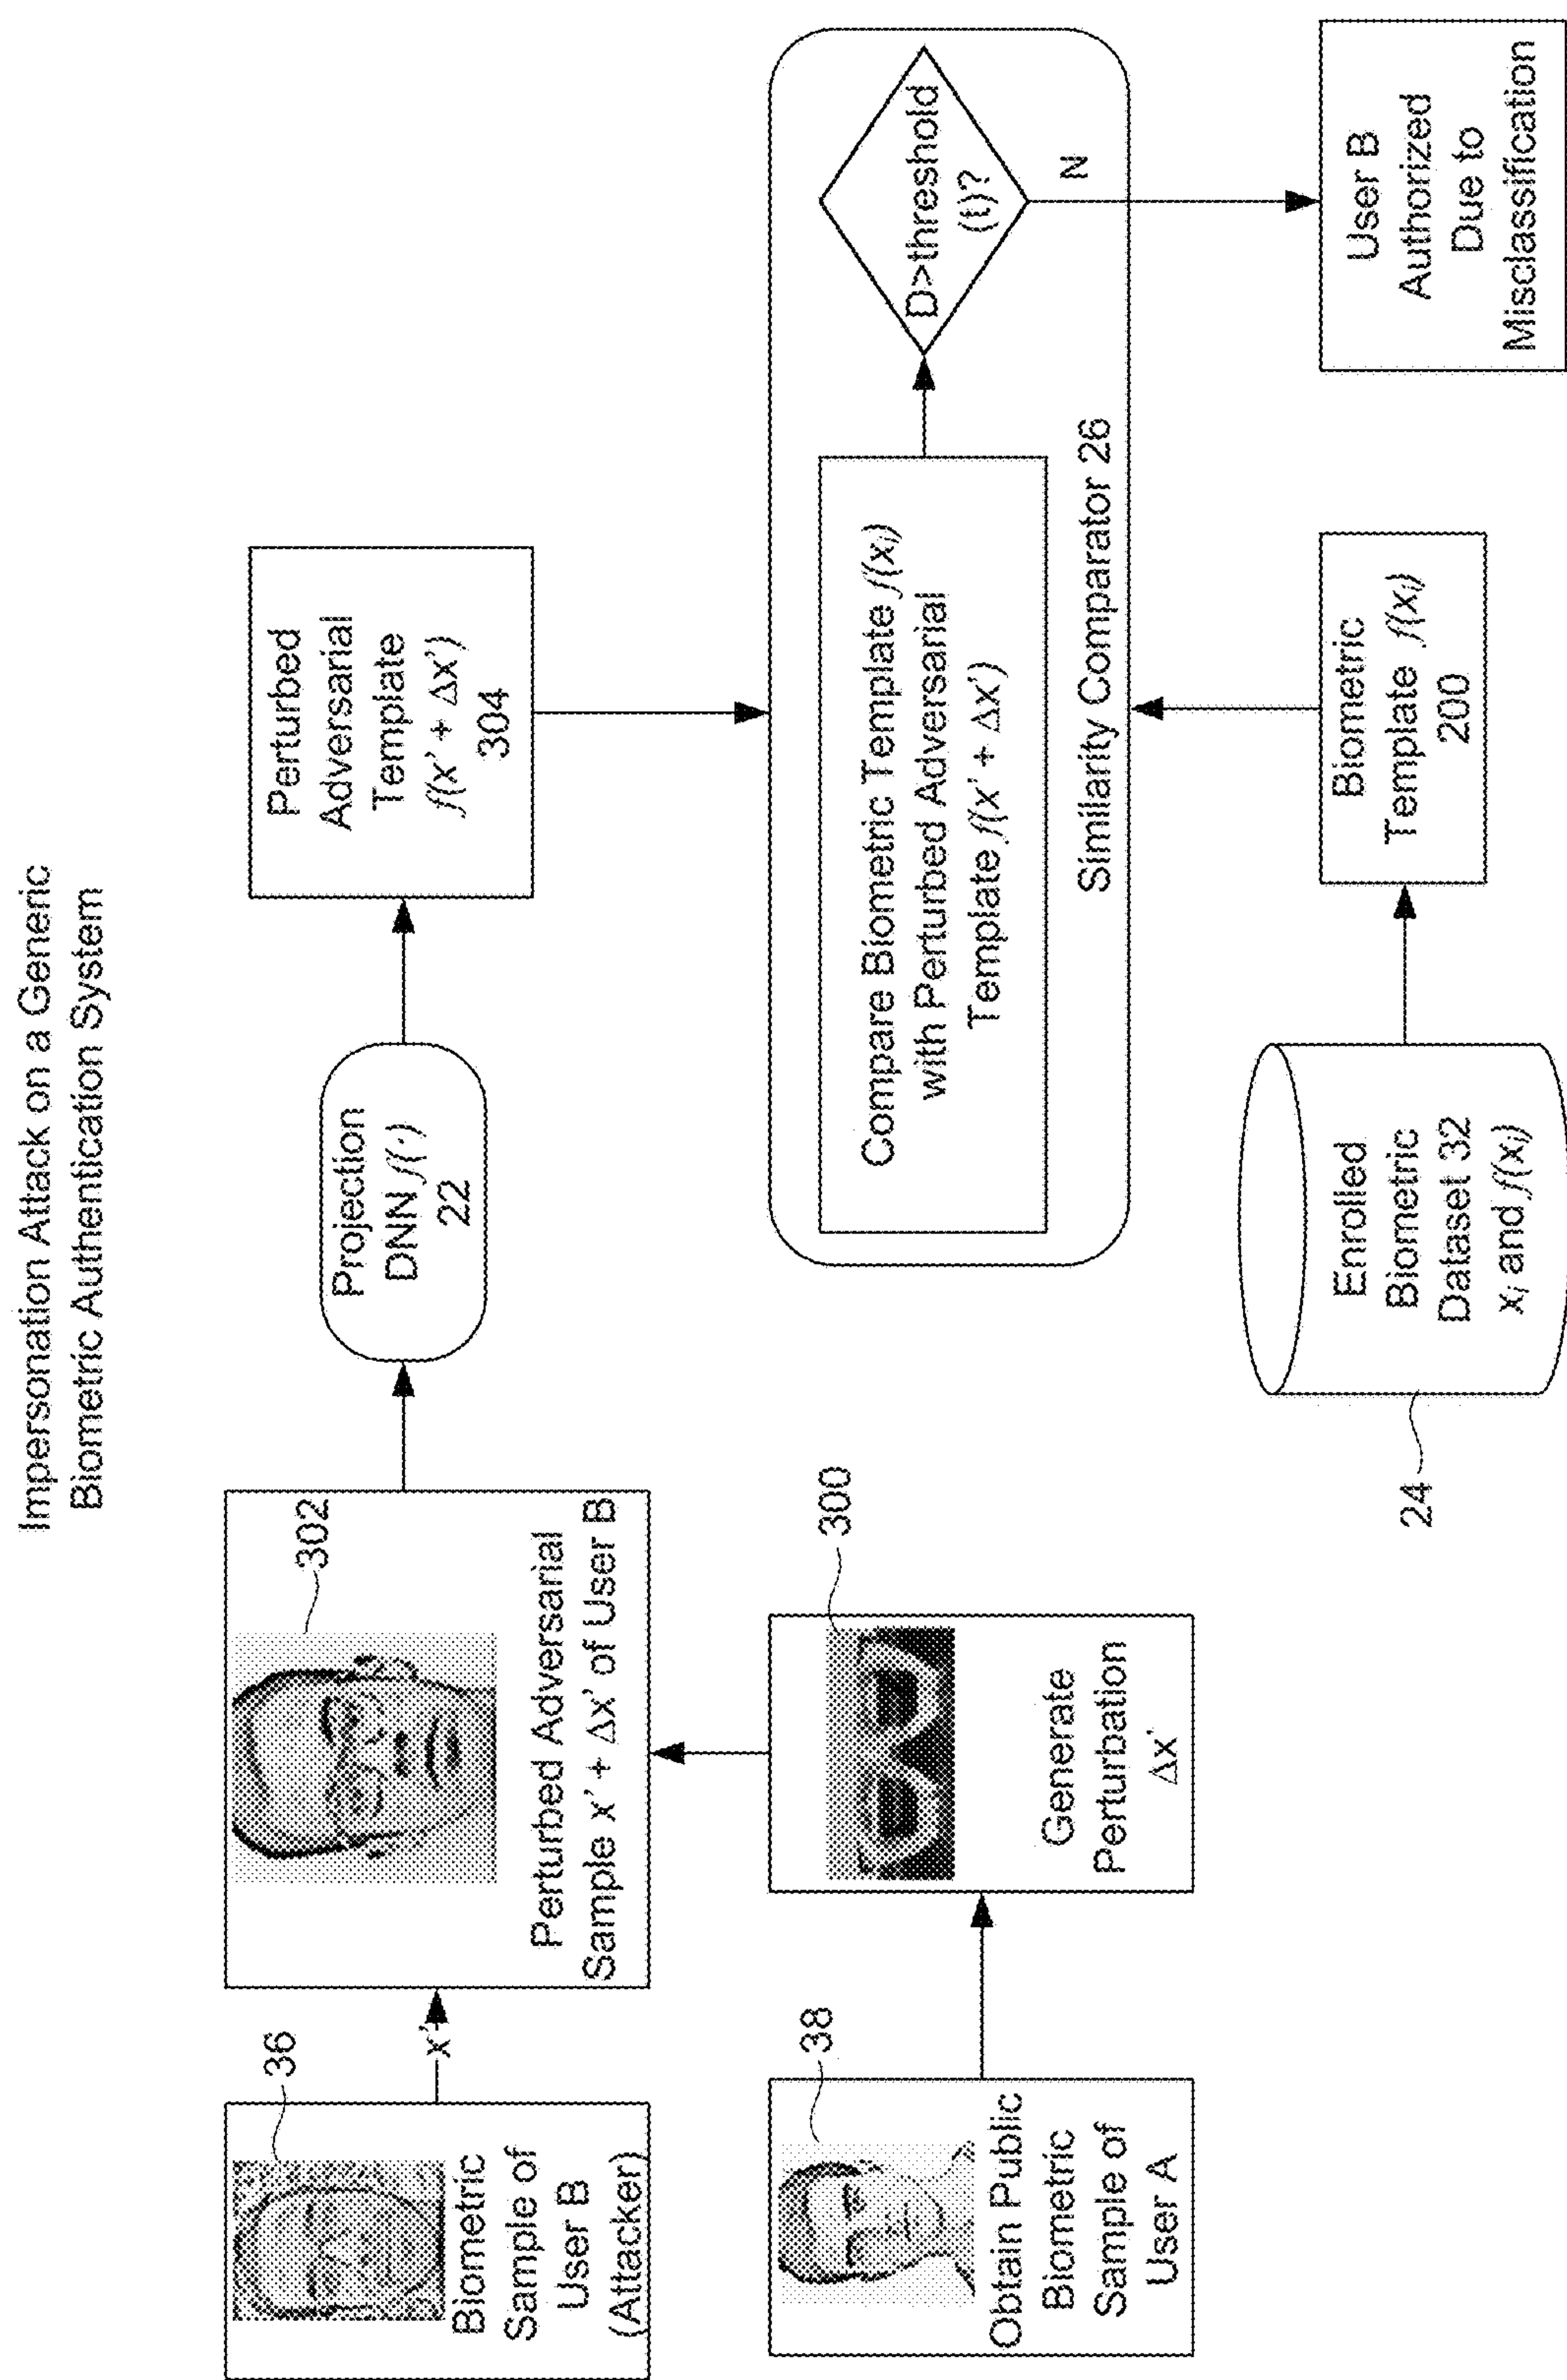 Impersonation Attack on a Generic
Biometric Authentication System
36
Biometric
Sample of
User B
(Attacker)
x'
302
Perturbed Adversarial
Sample x' + Δx' of User B
Projection
DNN f(·)
22
Perturbed
Adversarial
Template
f(x' + Δx')
304
38
Obtain Public
Biometric
Sample of
User A
300
Generate
Perturbation
Δx'
Compare Biometric Template f(xᵢ)
with Perturbed Adversarial
Template f(x' + Δx')
Similarity Comparator 26
D>threshold
(t)?
N
24
Enrolled
Biometric
Dataset 32
xᵢ and f(xᵢ)
Biometric
Template f(xᵢ)
200
User B
Authorized
Due to
Misclassification